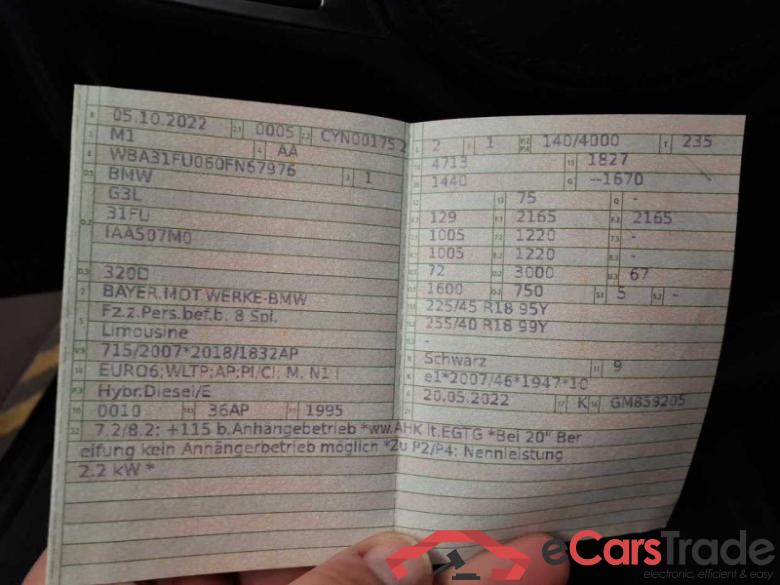 05.10.2022 0005 CYN00175 2
M1 AA
WBA31FU060FN67976 1
BMW
G3L
31FU
IAA507M0
320D
BAYER.MOT.WERKE-BMW
Fz.z.Pers.bef.b. 8 Spl.
Limousine
715/2007*2018/1832AP
EURO6;WLTP;AP;PI/CI; M, N1 I
Hybr.Diesel/E
0010 36AP 1995
2 1 140/4000 235
4713 1827
1440 --1670
75 -
129 2165 2165
1005 1220 -
1005 1220 -
72 3000 67
1600 750 5 -
225/45 R18 95Y
255/40 R18 99Y
-
Schwarz 9
e1*2007/46*1947*10
20.05.2022 K GM859205
22 7.2/8.2: +115 b.Anhängebetrieb *ww.AHK lt.EGTG *Bei 20" Ber
eifung kein Anhängerbetrieb möglich *Zu P2/P4: Nennleistung
2.2 kW *
eCarsTrade
electronic, efficient & easy